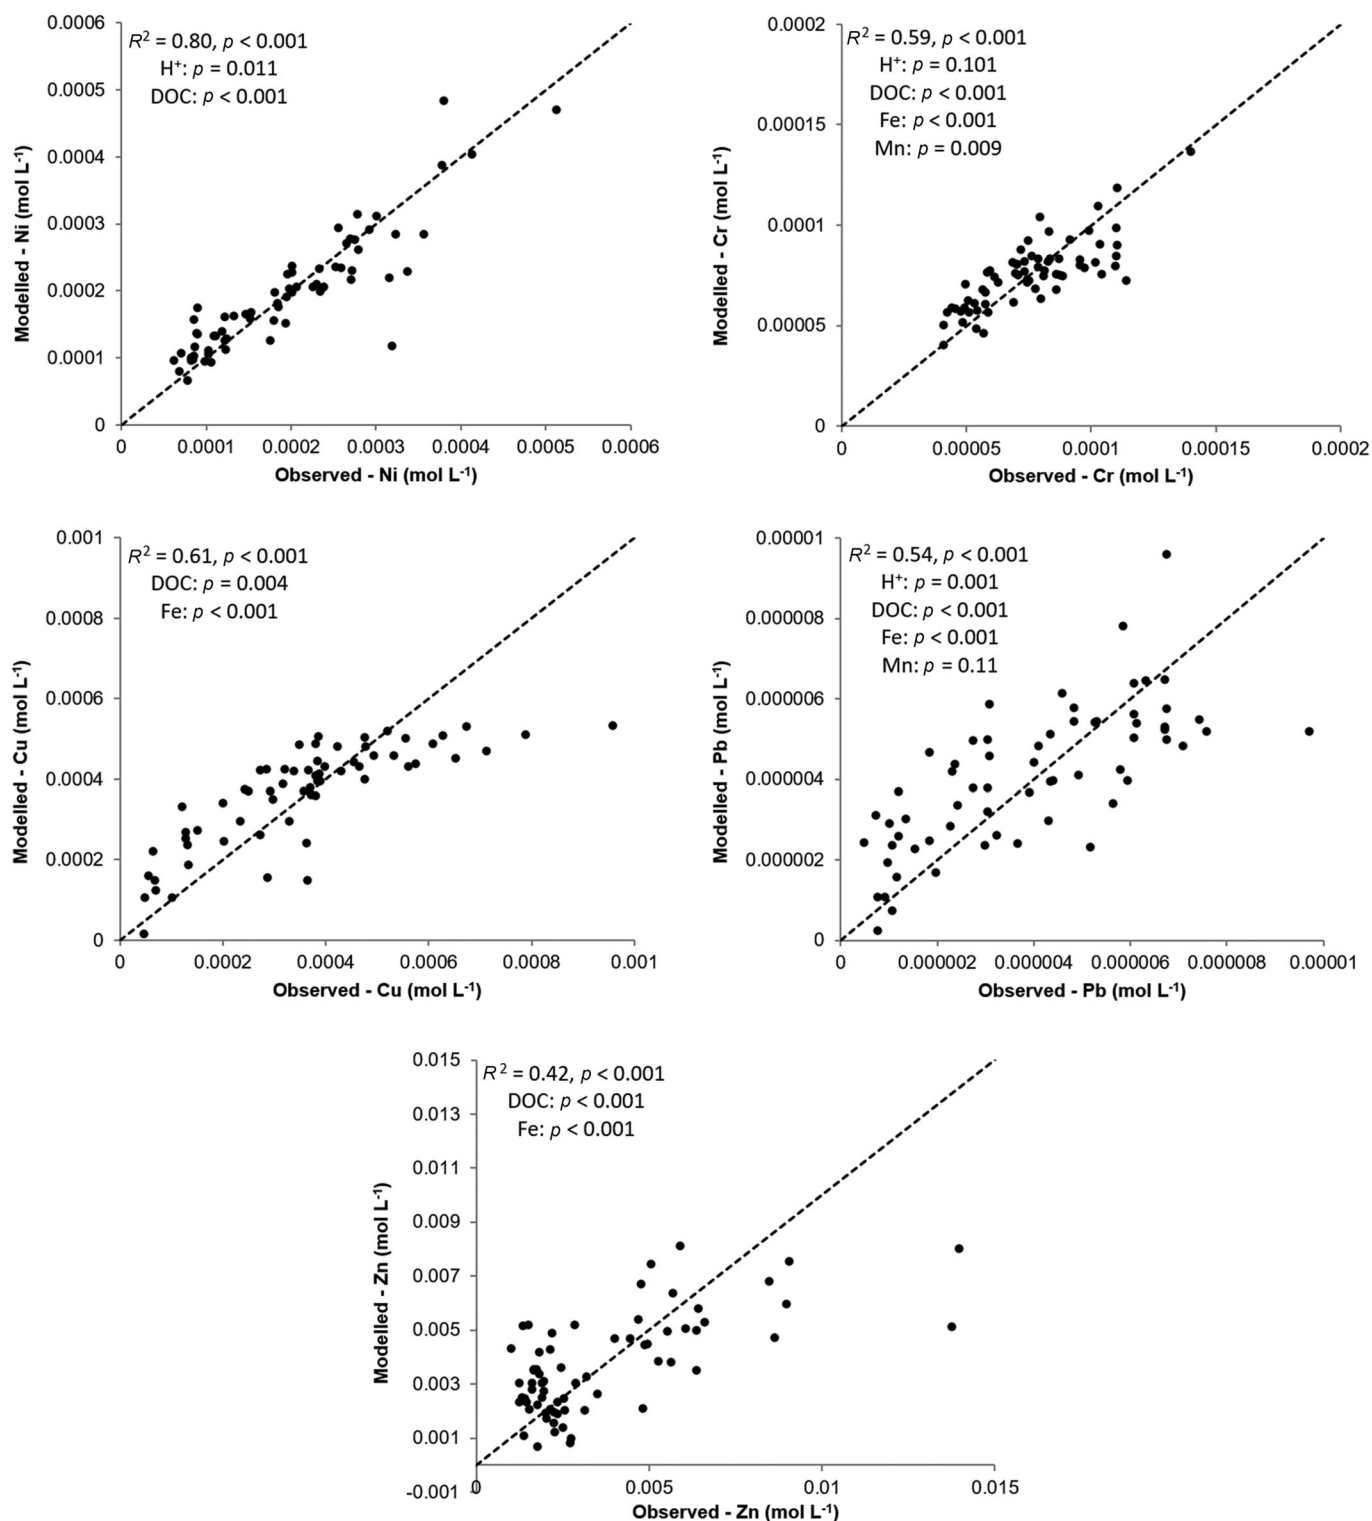 R² = 0.80, p < 0.001
H⁺: p = 0.011
DOC: p < 0.001
0.0006
0.0005
0.0004
0.0003
0.0002
0.0001
0
Modelled - Ni (mol L⁻¹)
0 0.0001 0.0002 0.0003 0.0004 0.0005 0.0006
Observed - Ni (mol L⁻¹)
R² = 0.59, p < 0.001
H⁺: p = 0.101
DOC: p < 0.001
Fe: p < 0.001
Mn: p = 0.009
0.0002
0.00015
0.0001
0.00005
0
Modelled - Cr (mol L⁻¹)
0 0.00005 0.0001 0.00015 0.0002
Observed - Cr (mol L⁻¹)
R² = 0.61, p < 0.001
DOC: p = 0.004
Fe: p < 0.001
0.001
0.0008
0.0006
0.0004
0.0002
0
Modelled - Cu (mol L⁻¹)
0 0.0002 0.0004 0.0006 0.0008 0.001
Observed - Cu (mol L⁻¹)
R² = 0.54, p < 0.001
H⁺: p = 0.001
DOC: p < 0.001
Fe: p < 0.001
Mn: p = 0.11
0.00001
0.000008
0.000006
0.000004
0.000002
0
Modelled - Pb (mol L⁻¹)
0 0.000002 0.000004 0.000006 0.000008 0.00001
Observed - Pb (mol L⁻¹)
R² = 0.42, p < 0.001
DOC: p < 0.001
Fe: p < 0.001
0.015
0.013
0.011
0.009
0.007
0.005
0.003
0.001
-0.001
Modelled - Zn (mol L⁻¹)
0 0.005 0.01 0.015
Observed - Zn (mol L⁻¹)